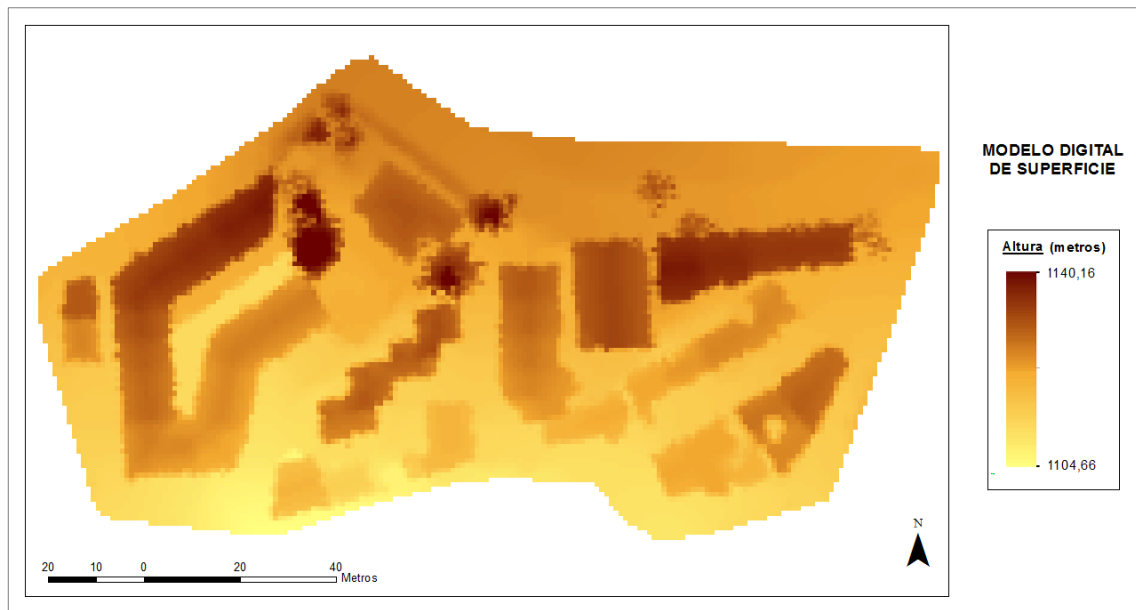 MODELO DIGITAL
DE SUPERFICIE
Altura (metros)
1140,16
1104,66
N
20 10 0 20 40
Metros